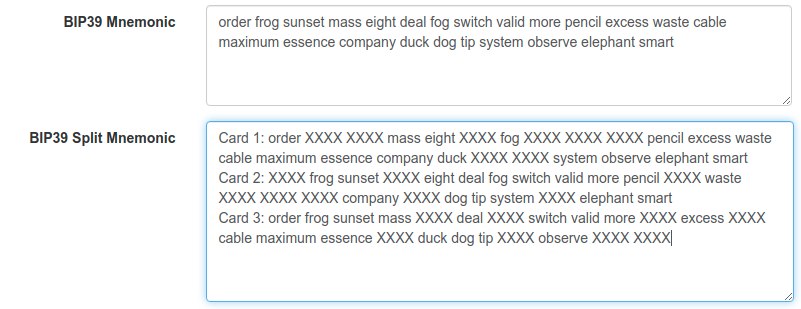 BIP39 Mnemonic
order frog sunset mass eight deal fog switch valid more pencil excess waste cable
maximum essence company duck dog tip system observe elephant smart
BIP39 Split Mnemonic
Card 1: order XXXX XXXX mass eight XXXX fog XXXX XXXX XXXX pencil excess waste
cable maximum essence company duck XXXX XXXX system observe elephant smart
Card 2: XXXX frog sunset XXXX eight deal fog switch valid more pencil XXXX waste
XXXX XXXX XXXX company XXXX dog tip system XXXX elephant smart
Card 3: order frog sunset mass XXXX deal XXXX switch valid more XXXX excess XXXX
cable maximum essence XXXX duck dog tip XXXX observe XXXX XXXX